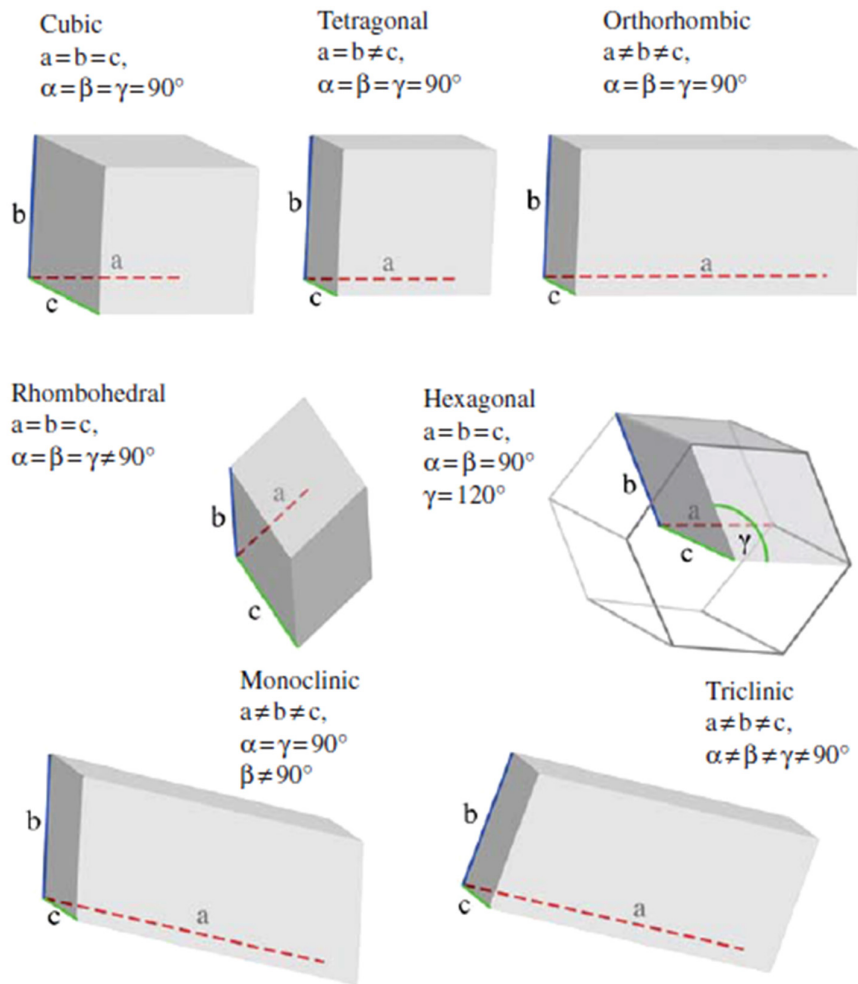 Cubic
a=b=c,
α=β=γ=90°
b
a
c
Tetragonal
a=b≠c,
α=β=γ=90°
b
a
c
Orthorhombic
a≠b≠c,
α=β=γ=90°
b
a
c
Rhombohedral
a=b=c,
α=β=γ≠90°
a
b
c
Hexagonal
a=b=c,
α=β=90°
γ=120°
b
a
c
γ
Monoclinic
a≠b≠c,
α=γ=90°
β≠90°
b
c
a
Triclinic
a≠b≠c,
α≠β≠γ≠90°
b
c
a